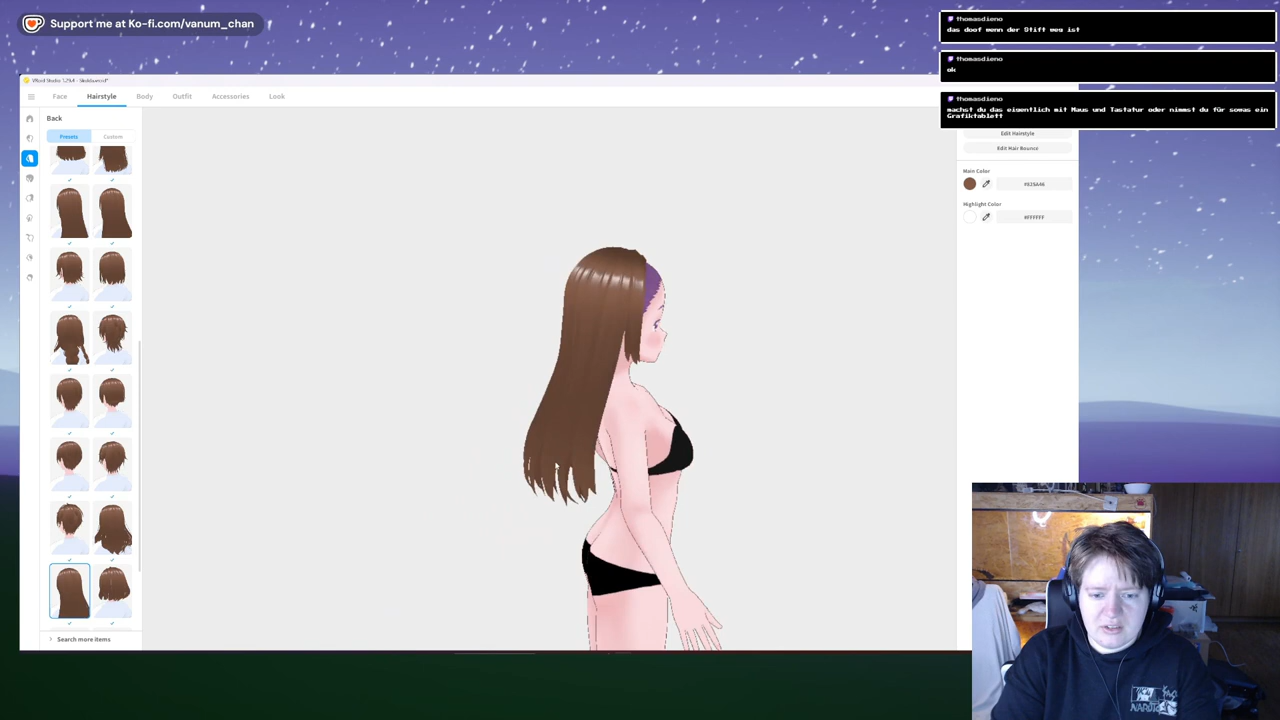 Support me at Ko-fi.com/vanum_chan
thomasdieno
das doof wenn der Stift weg ist
thomasdieno
ok
thomasdieno
machst du das eigentlich mit Maus und Tastatur oder nimmst du für sowas ein
Grafiktablett
Face
Hairstyle
Body
Outfit
Accessories
Look
Back
Presets
Custom
Edit Hairstyle
Edit Hair Bounce
Main Color
Highlight Color
#FFFFFF
Search more items